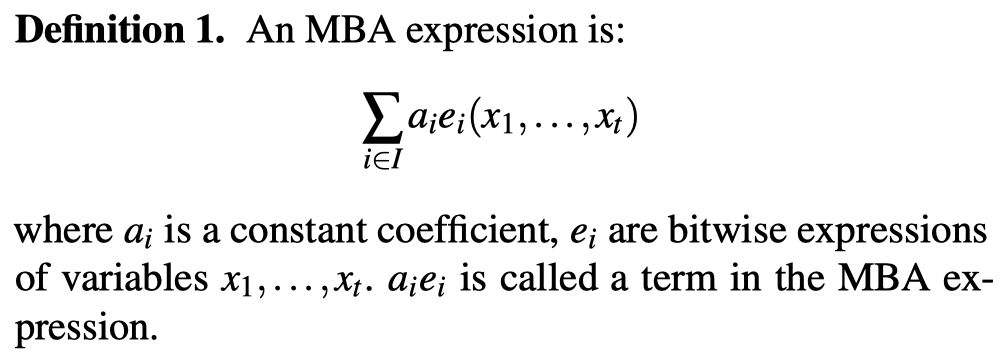 Definition 1. An MBA expression is:
∑ aᵢeᵢ(x₁,...,xₜ)
i∈I
where aᵢ is a constant coefficient, eᵢ are bitwise expressions
of variables x₁,...,xₜ. aᵢeᵢ is called a term in the MBA ex-
pression.